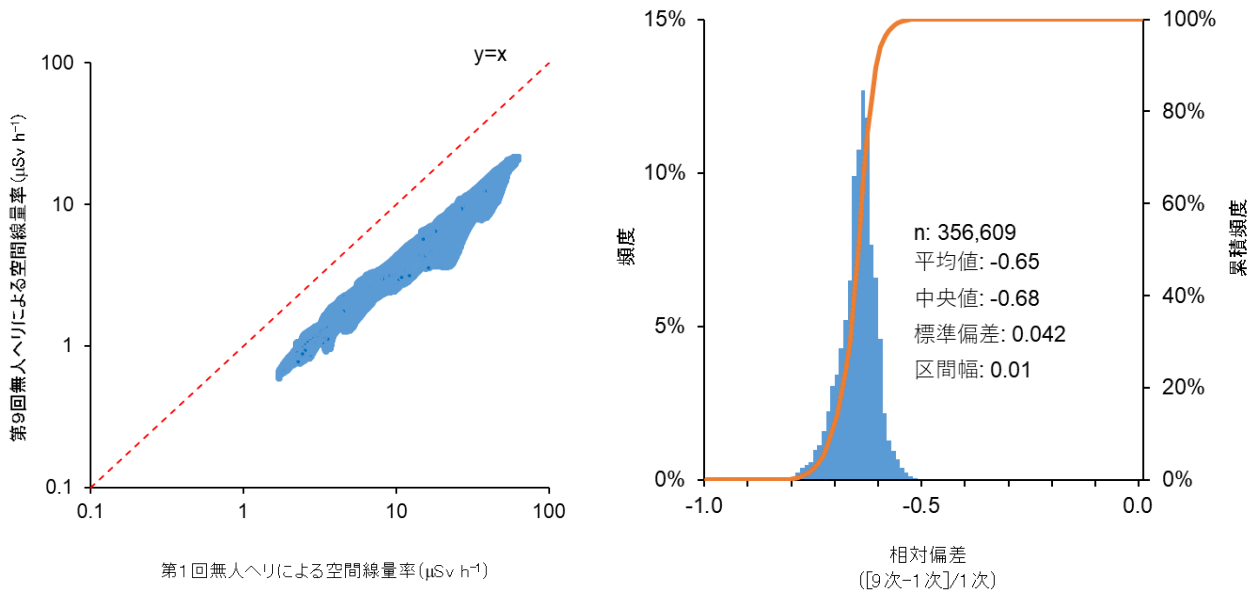 y=x
100
10
1
0.1
0.1
1
10
100
第9回無人ヘリによる空間線量率(μSv h⁻¹)
第1回無人ヘリによる空間線量率(μSv h⁻¹)
15%
10%
5%
0%
頻度
100%
80%
60%
40%
20%
0%
累積頻度
n: 356,609
平均値: -0.65
中央値: -0.68
標準偏差: 0.042
区間幅: 0.01
-1.0
-0.5
0.0
相対偏差
([9次−1次]/1次)